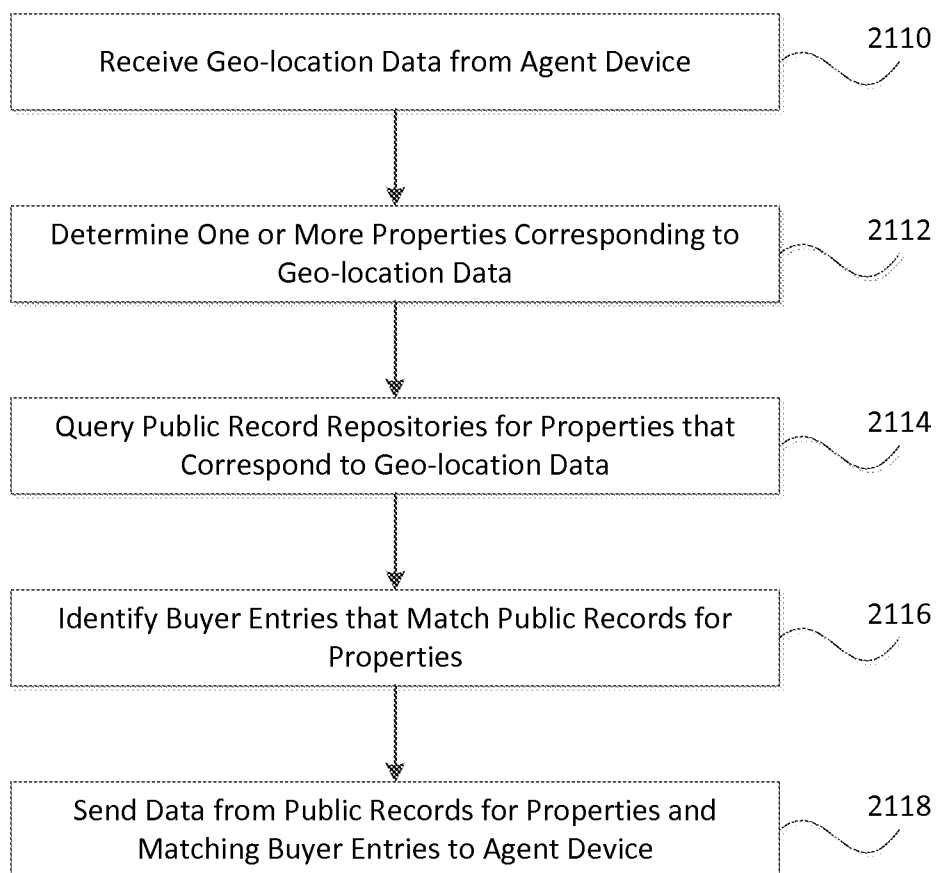 Receive Geo-location Data from Agent Device
2110
Determine One or More Properties Corresponding to
Geo-location Data
2112
Query Public Record Repositories for Properties that
Correspond to Geo-location Data
2114
Identify Buyer Entries that Match Public Records for
Properties
2116
Send Data from Public Records for Properties and
Matching Buyer Entries to Agent Device
2118